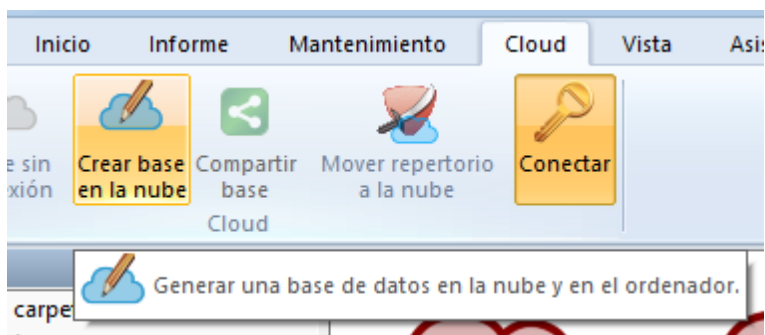 Inicio Informe Mantenimiento Cloud Vista
sin Crear base Compartir Mover repertorio Conectar
en la nube base a la nube
Cloud
Generar una base de datos en la nube y en el ordenador.